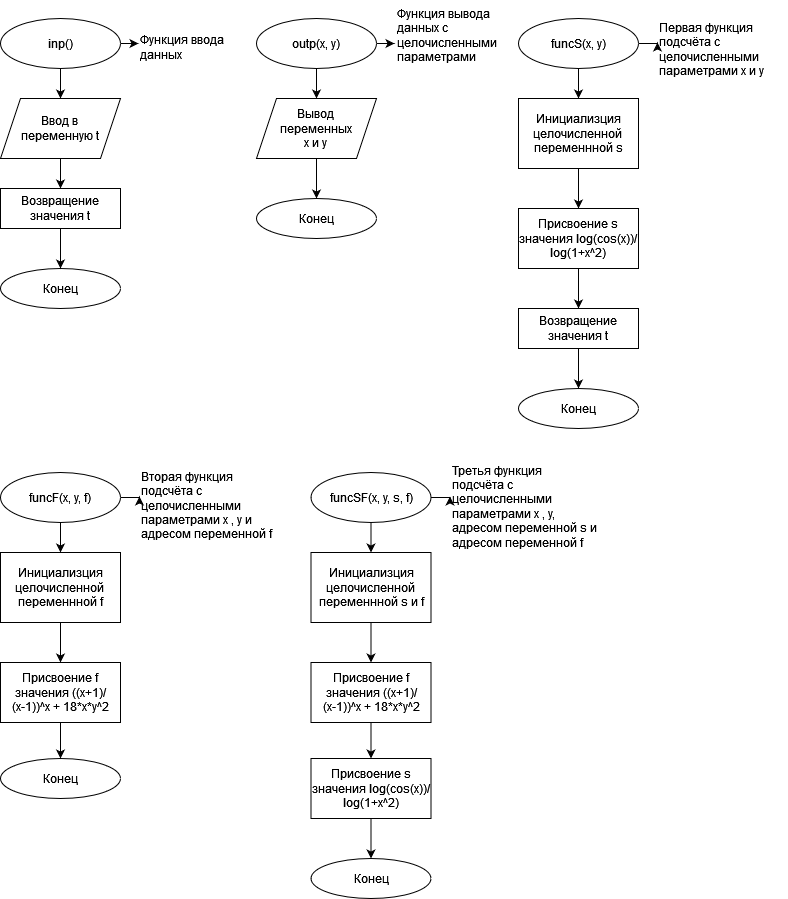 inp()
Функция ввода
данных
Ввод в
переменную t
Возвращение
значения t
Конец
outp(x, y)
Функция вывода
данных с
целочисленными
параметрами
Вывод
переменных
x и y
Конец
funcS(x, y)
Первая функция
подсчёта с
целочисленными
параметрами x и y
Инициализция
целочисленной
переменнной s
Присвоение s
значения log(cos(x))/
log(1+x^2)
Возвращение
значения t
Конец
funcF(x, y, f)
Вторая функция
подсчёта с
целочисленными
параметрами x , y и
адресом переменной f
Инициализция
целочисленной
переменнной f
Присвоение f
значения ((x+1)/
(x-1))^x + 18*x*y^2
Конец
funcSF(x, y, s, f)
Третья функция
подсчёта с
целочисленными
параметрами x , y,
адресом переменной s и
адресом переменной f
Инициализция
целочисленной
переменнной s и f
Присвоение f
значения ((x+1)/
(x-1))^x + 18*x*y^2
Присвоение s
значения log(cos(x))/
log(1+x^2)
Конец